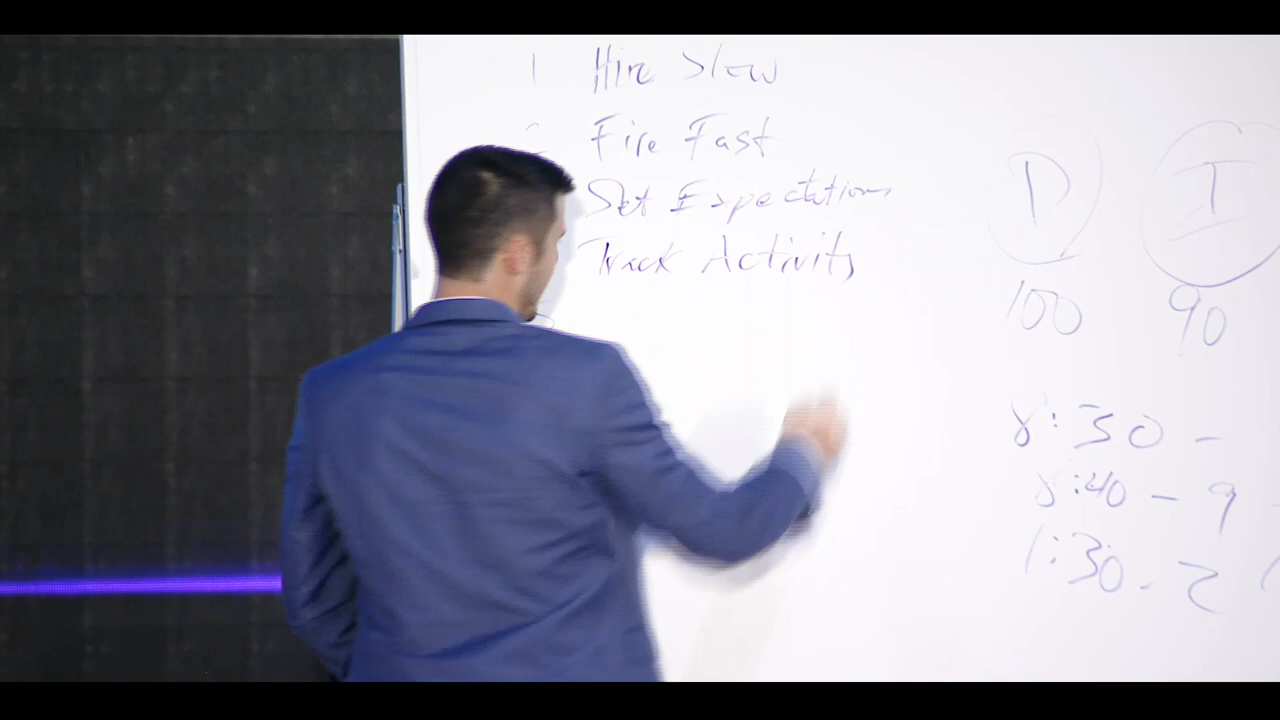 1 Hire Slow
2 Fire Fast
Set Expectations
Track Activity
D I
100 90
8:30 -
8:40 - 9
1:30 - 2